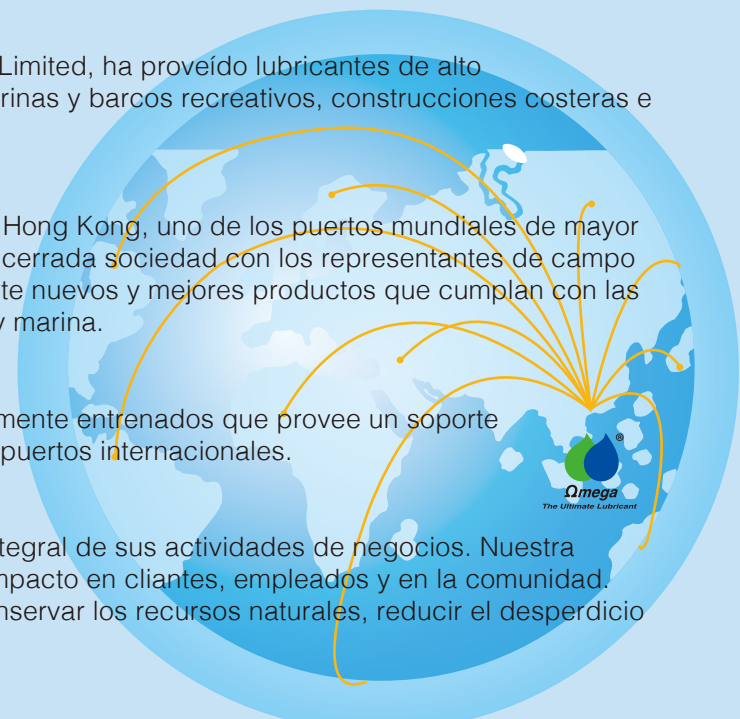 Limited, ha proveído lubricantes de alto
rinas y barcos recreativos, construcciones costeras e
Hong Kong, uno de los puertos mundiales de mayor
cerrada sociedad con los representantes de campo
te nuevos y mejores productos que cumplan con las
y marina.
mente entrenados que provee un soporte
puertos internacionales.
®
Ωmega
The Ultimate Lubricant
tegral de sus actividades de negocios. Nuestra
mpacto en cliantes, empleados y en la comunidad.
nservar los recursos naturales, reducir el desperdicio